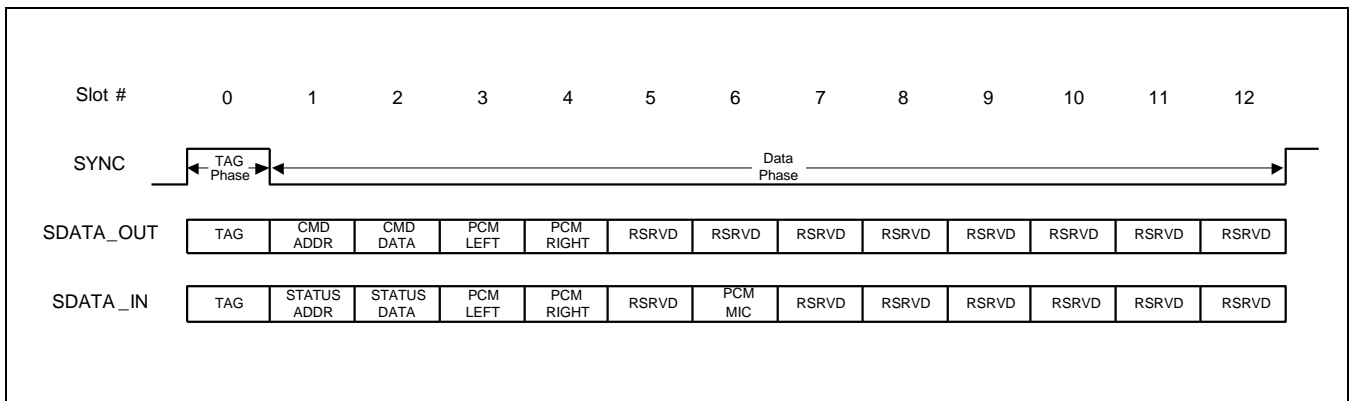 Slot # 0 1 2 3 4 5 6 7 8 9 10 11 12
SYNC TAG Phase Data Phase
SDATA_OUT TAG CMD ADDR CMD DATA PCM LEFT PCM RIGHT RSRVD RSRVD RSRVD RSRVD RSRVD RSRVD RSRVD RSRVD
SDATA_IN TAG STATUS ADDR STATUS DATA PCM LEFT PCM RIGHT RSRVD PCM MIC RSRVD RSRVD RSRVD RSRVD RSRVD RSRVD